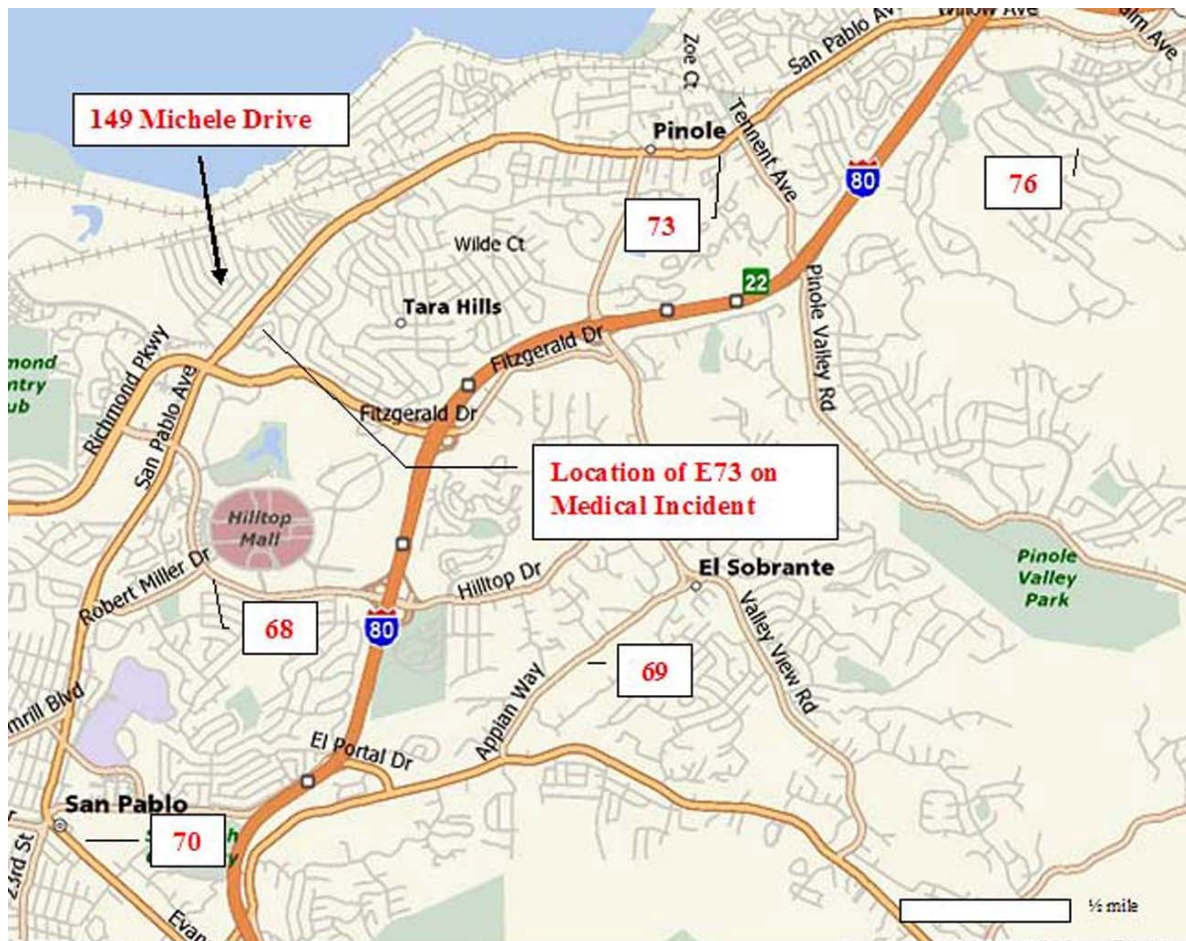 Willow Ave
San Pablo Ave
Zoe Ct
149 Michele Drive
Pinole
Tennent Ave
80
76
73
Wilde Ct
22
Tara Hills
Pinole Valley Rd
Richmond Pkwy
Fitzgerald Dr
San Pablo Ave
Fitzgerald Dr
Location of E73 on
Medical Incident
Hilltop
Mall
Pinole
Valley
Park
Robert Miller Dr
Hilltop Dr
El Sobrante
68
80
69
Valley View Rd
Appian Way
El Portal Dr
San Pablo
70
23rd St
½ mile